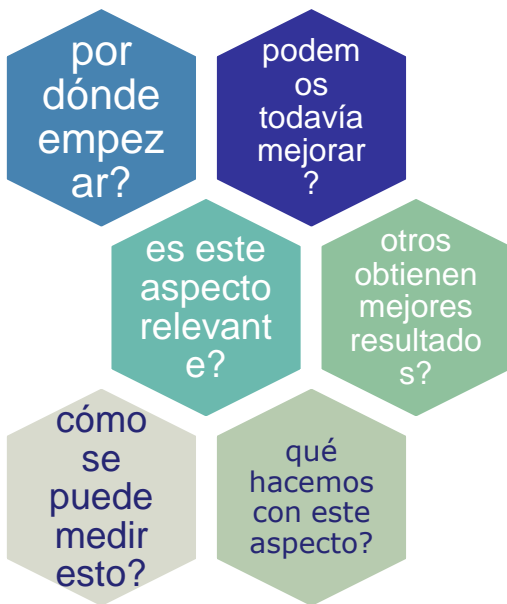 por
dónde
empez
ar?
podem
os
todavía
mejorar
?
es este
aspecto
relevant
e?
otros
obtienen
mejores
resultado
s?
cómo
se
puede
medir
esto?
qué
hacemos
con este
aspecto?